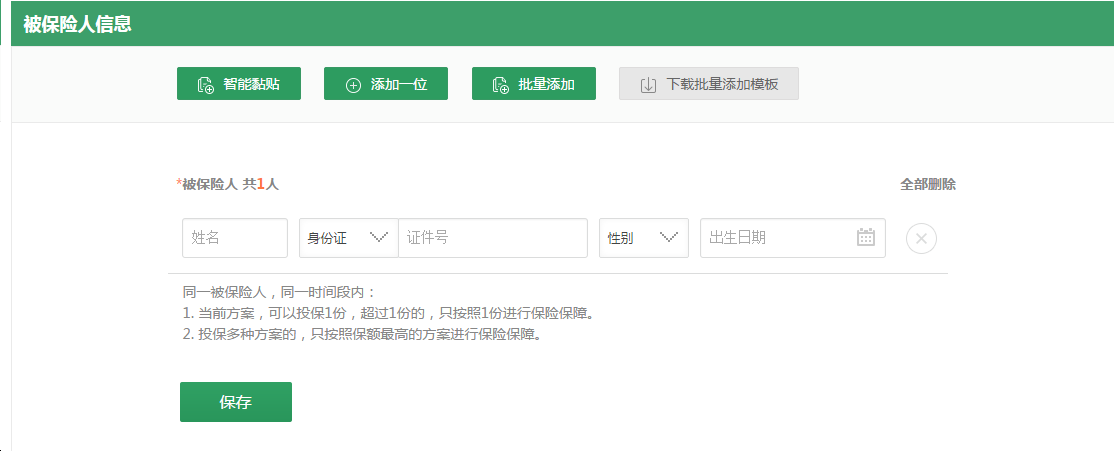 被保险人信息
智能黏贴 添加一位 批量添加 下载批量添加模板
*被保险人 共1人 全部删除
姓名 身份证 证件号 性别 出生日期
同一被保险人，同一时间段内：
1. 当前方案，可以投保1份，超过1份的，只按照1份进行保险保障。
2. 投保多种方案的，只按照保额最高的方案进行保险保障。
保存